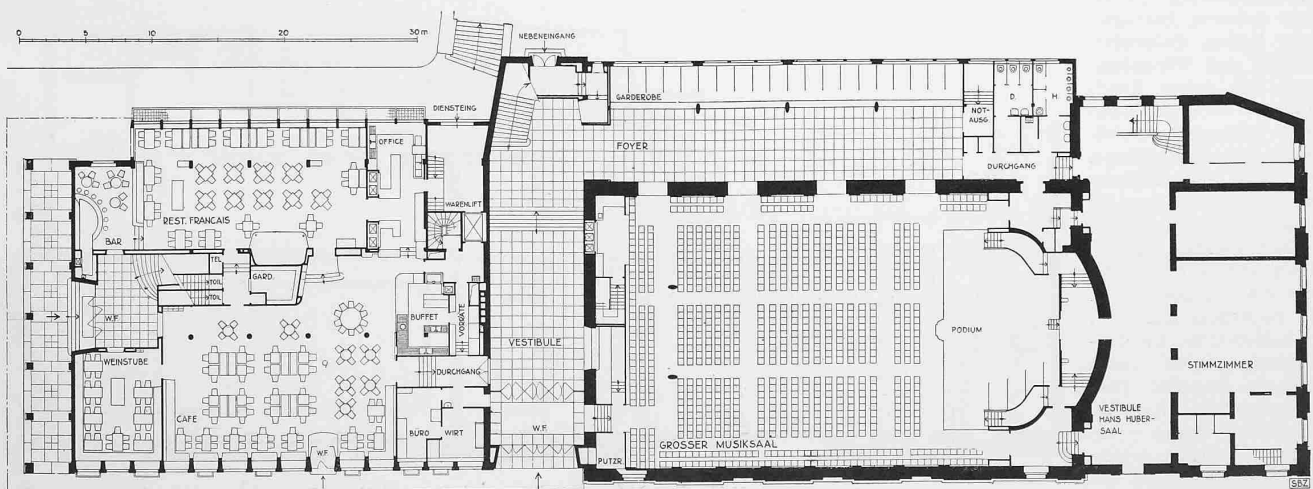 0 5 10 20 30 m
NEBENEINGANG
DIENSTEING
GARDEROBE
D
H
NOT-
AUSG.
OFFICE
FOYER
DURCHGANG
WARENLIFT
REST. FRANCAIS
BAR
TEL
GARD.
TOIL
TOIL
W.F.
BUFFET
VORRÄTE
VESTIBULE
PODIUM
WEINSTUBE
DURCHGANG
STIMMZIMMER
CAFE
BÜRO
WIRT
W.F.
VESTIBULE
HANS HUBER-
SAAL
GROSSER MUSIKSAAL
W.F.
PUTZR.
SBZ